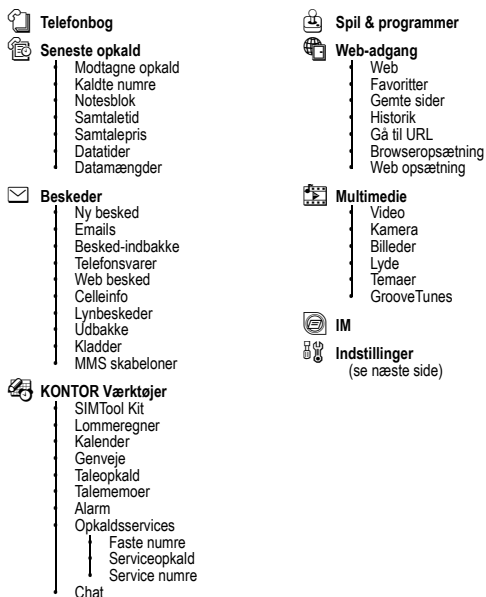 Telefonbog
Seneste opkald
• Modtagne opkald
• Kaldte numre
• Notesblok
• Samtaletid
• Samtalepris
• Datatider
• Datamængder
Beskeder
• Ny besked
• Emails
• Besked-indbakke
• Telefonsvarer
• Web besked
• Celleinfo
• Lynbeskeder
• Udbakke
• Kladder
• MMS skabeloner
KONTOR Værktøjer
• SIMTool Kit
• Lommeregner
• Kalender
• Genveje
• Taleopkald
• Talememoer
• Alarm
• Opkaldsservices
• Faste numre
• Serviceopkald
• Service numre
• Chat
Spil & programmer
Web-adgang
• Web
• Favoritter
• Gemte sider
• Historik
• Gå til URL
• Browseropsætning
• Web opsætning
Multimedie
• Video
• Kamera
• Billeder
• Lyde
• Temaer
• GrooveTunes
IM
Indstillinger
(se næste side)